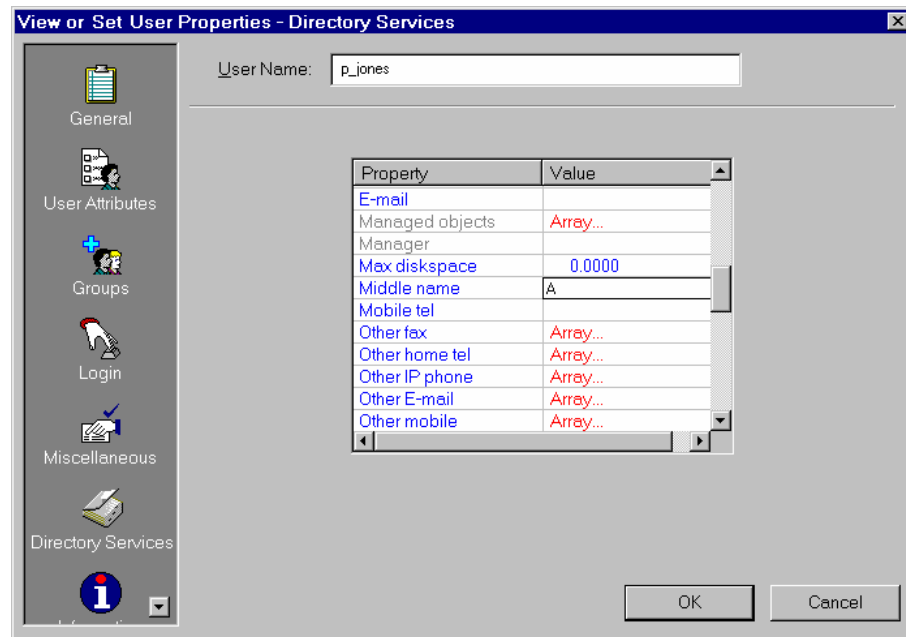 View or Set User Properties - Directory Services
User Name: p_jones
General
User Attributes
Groups
Login
Miscellaneous
Directory Services
Property Value
E-mail
Managed objects Array...
Manager
Max diskspace 0.0000
Middle name A
Mobile tel
Other fax Array...
Other home tel Array...
Other IP phone Array...
Other E-mail Array...
Other mobile Array...
OK Cancel